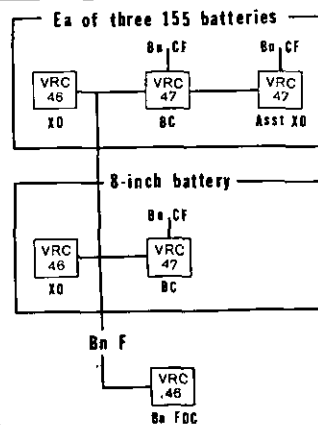 Ea of three 155 batteries
Bn CF
Bn CF
VRC
46
VRC
47
VRC
47
XO
BC
Asst XO
8-inch battery
Bn CF
VRC
46
VRC
47
XO
BC
Bn F
VRC
46
Bn FDC